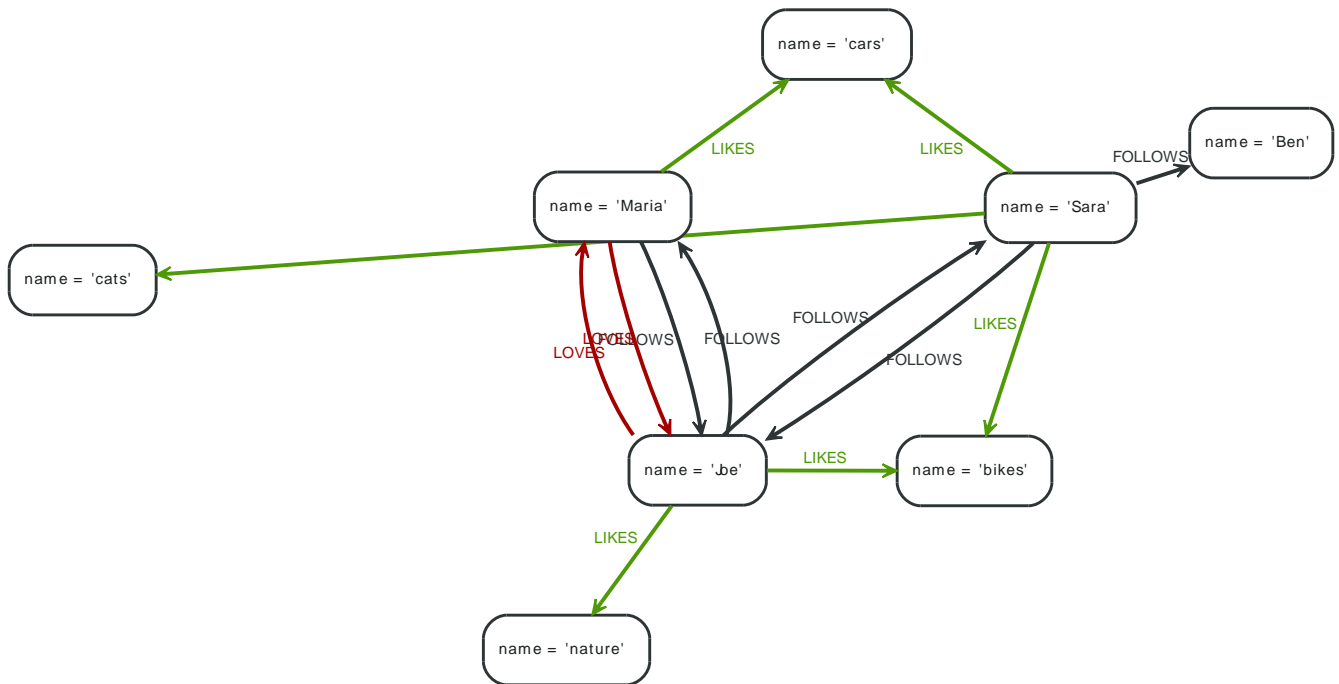 name = 'cars'
name = 'Ben'
LIKES
LIKES
FOLLOWS
name = 'Maria'
name = 'Sara'
name = 'cats'
FOLLOWS
LIKES
LOVES
FOLLOWS
FOLLOWS
LOVES
FOLLOWS
LIKES
name = 'Joe'
name = 'bikes'
LIKES
name = 'nature'